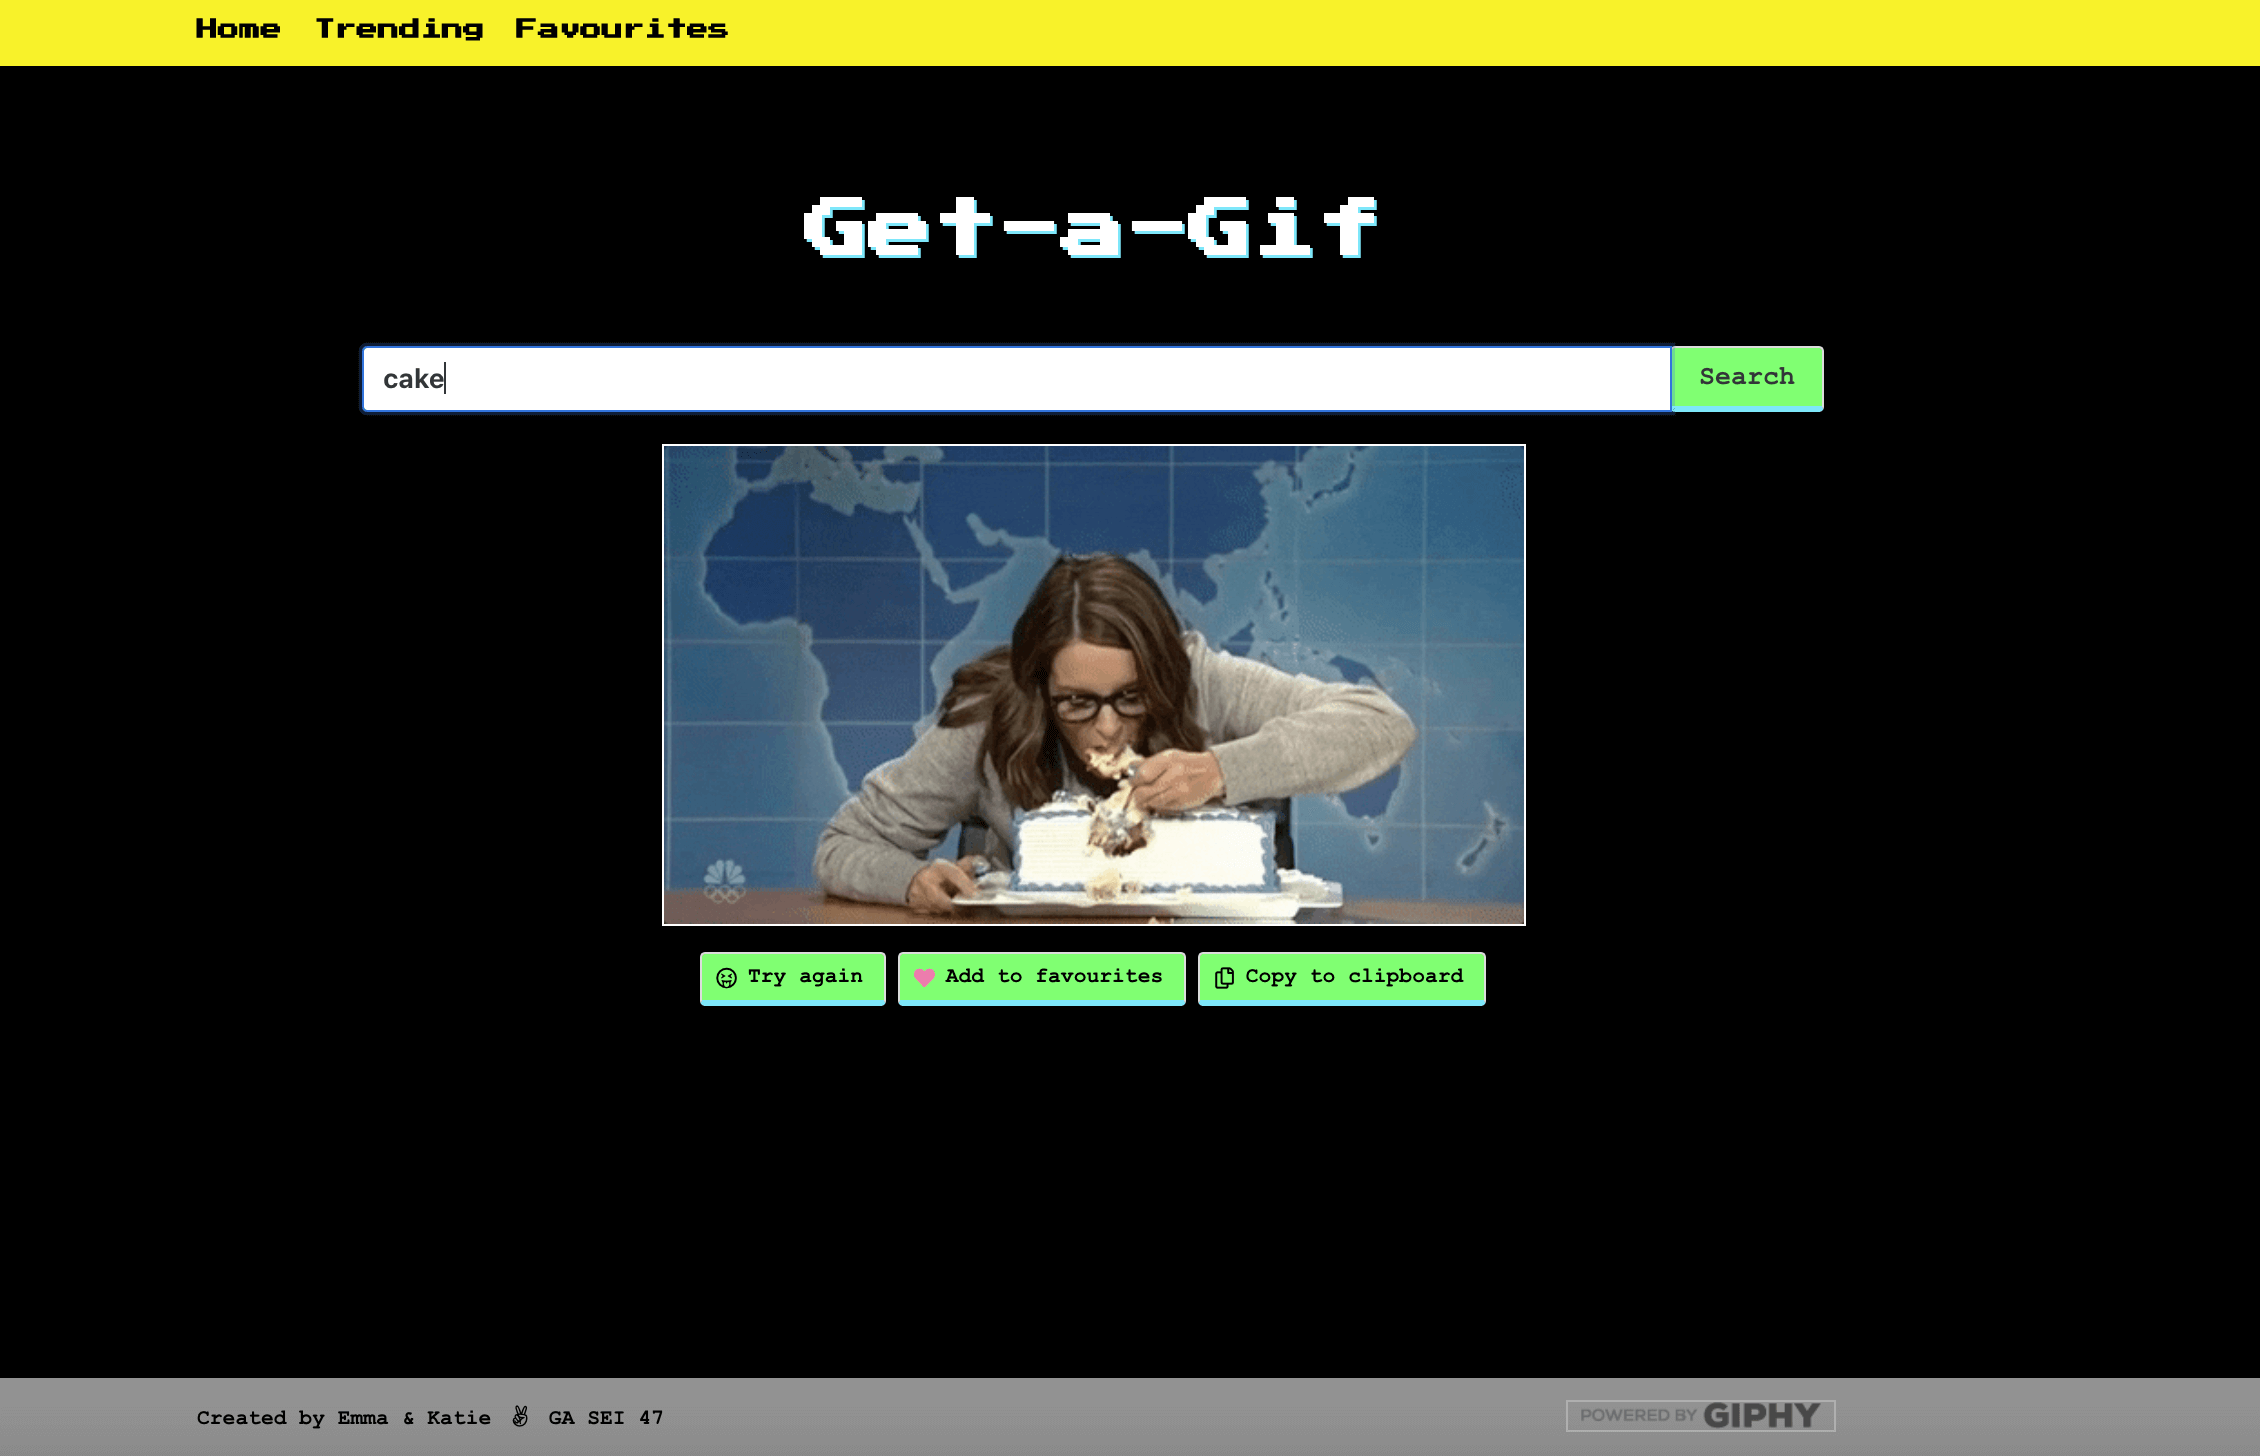 Home Trending Favourites
Get-a-Gif
cake
Search
Try again
Add to favourites
Copy to clipboard
Created by Emma & Katie ✌ GA SEI 47
POWERED BY GIPHY